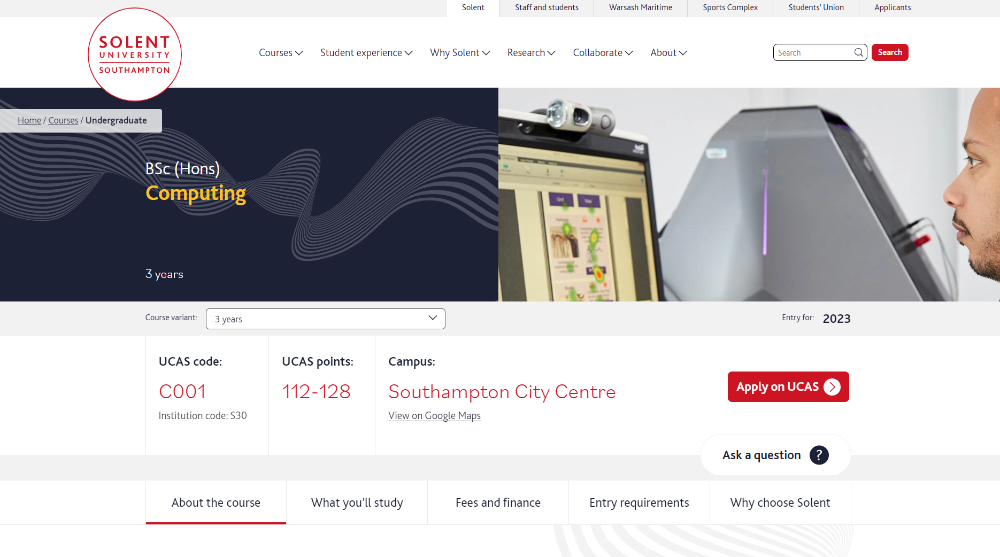 Solent
Staff and students
Warsash Maritime
Sports Complex
Students' Union
Applicants
SOLENT
UNIVERSITY
SOUTHAMPTON
Courses
Student experience
Why Solent
Research
Collaborate
About
Search
Search
Home / Courses / Undergraduate
BSc (Hons)
Computing
3 years
Grid
Map
Course variant:
3 years
Entry for:
2023
UCAS code:
C001
Institution code: S30
UCAS points:
112-128
Campus:
Southampton City Centre
View on Google Maps
Apply on UCAS
Ask a question
?
About the course
What you'll study
Fees and finance
Entry requirements
Why choose Solent